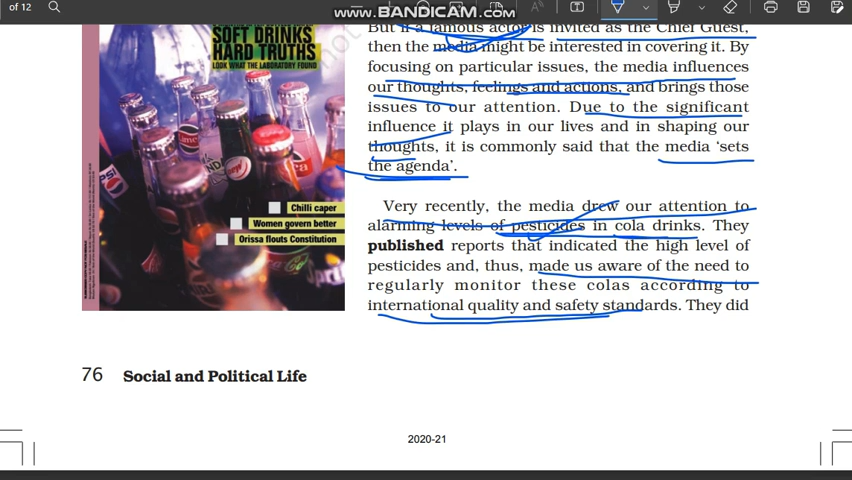 of 12
WWW.BANDICAM.COM
SOFT DRINKS
HARD TRUTHS
LOOK WHAT THE LABORATORY FOUND
Chilli caper
Women govern better
Orissa flouts Constitution
But if a famous actor is invited as the Chief Guest,
then the media might be interested in covering it. By
focusing on particular issues, the media influences
our thoughts, feelings and actions, and brings those
issues to our attention. Due to the significant
influence it plays in our lives and in shaping our
thoughts, it is commonly said that the media ‘sets
the agenda’.
Very recently, the media drew our attention to
alarming levels of pesticides in cola drinks. They
published reports that indicated the high level of
pesticides and, thus, made us aware of the need to
regularly monitor these colas according to
international quality and safety standards. They did
76 Social and Political Life
2020-21